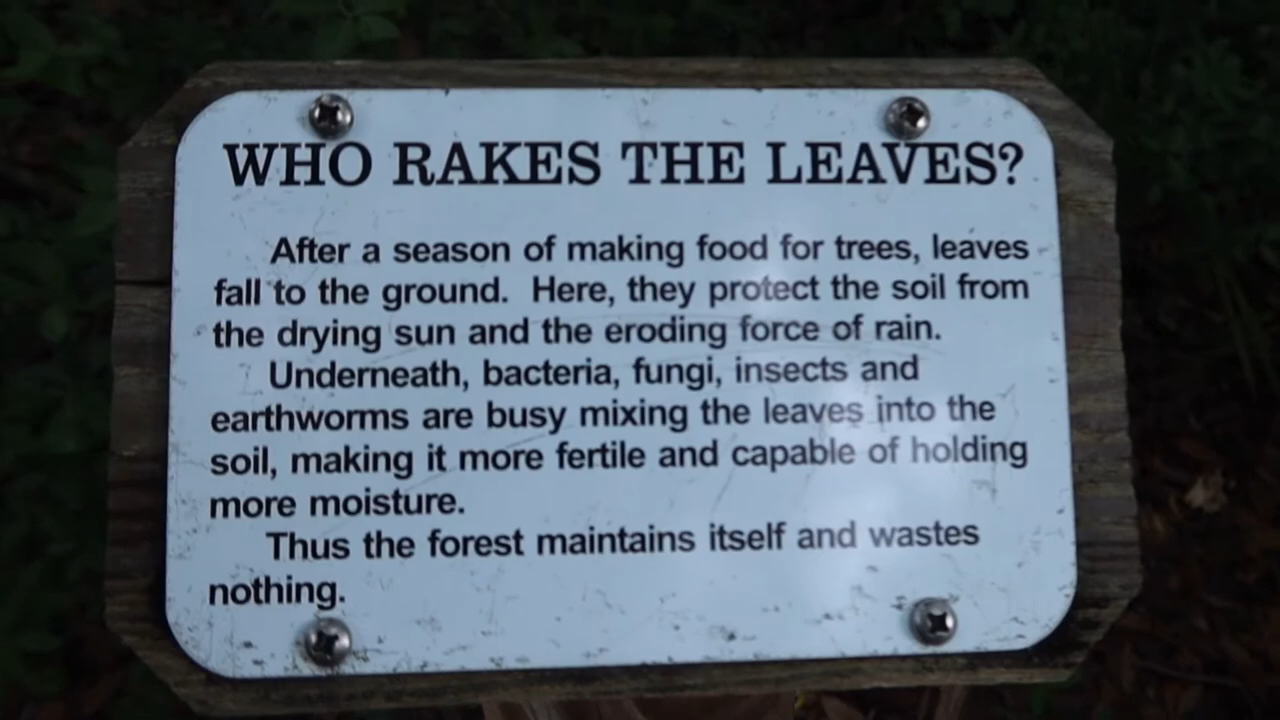 WHO RAKES THE LEAVES?
After a season of making food for trees, leaves
fall to the ground. Here, they protect the soil from
the drying sun and the eroding force of rain.
Underneath, bacteria, fungi, insects and
earthworms are busy mixing the leaves into the
soil, making it more fertile and capable of holding
more moisture.
Thus the forest maintains itself and wastes
nothing.